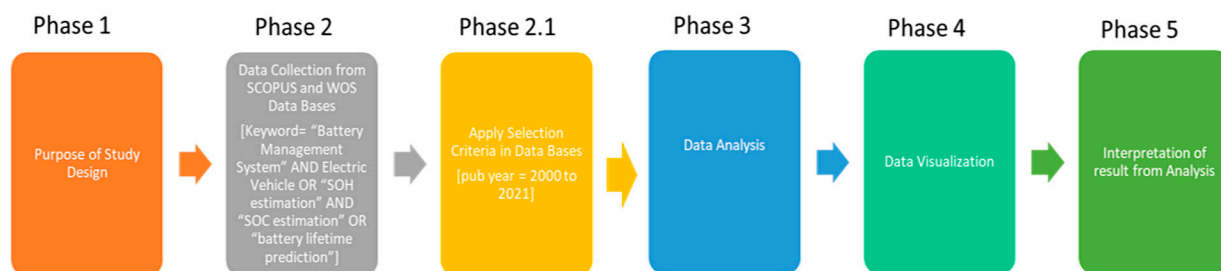 Phase 1
Phase 2
Phase 2.1
Phase 3
Phase 4
Phase 5
Purpose of Study
Design
Data Collection from
SCOPUS and WOS
Data Bases
[Keyword= “Battery
Management
System” AND Electric
Vehicle OR “SOH
estimation” AND
“SOC estimation” OR
“battery lifetime
prediction”]
Apply Selection
Criteria in Data Bases
[pub year = 2000 to
2021]
Data Analysis
Data Visualization
Interpretation of
result from Analysis